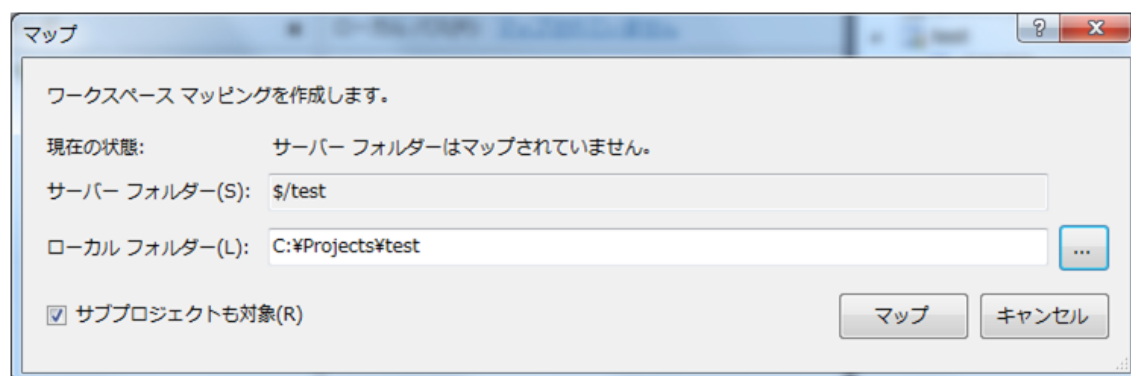 マップ
test
ワークスペース マッピングを作成します。
現在の状態: サーバー フォルダーはマップされていません。
サーバー フォルダー(S): $/test
ローカル フォルダー(L): C:¥Projects¥test
...
サブプロジェクトも対象(R)
マップ キャンセル